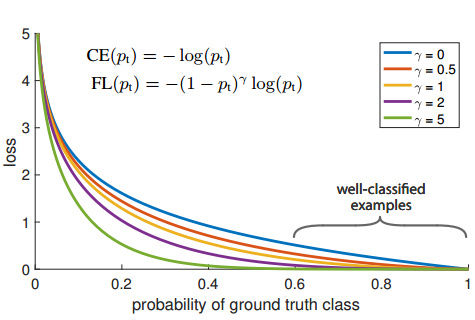 CE(pt) = − log(pt)
FL(pt) = −(1 − pt)γ log(pt)
γ = 0
γ = 0.5
γ = 1
γ = 2
γ = 5
well-classified
examples
5
4
3
2
1
0
loss
0 0.2 0.4 0.6 0.8 1
probability of ground truth class